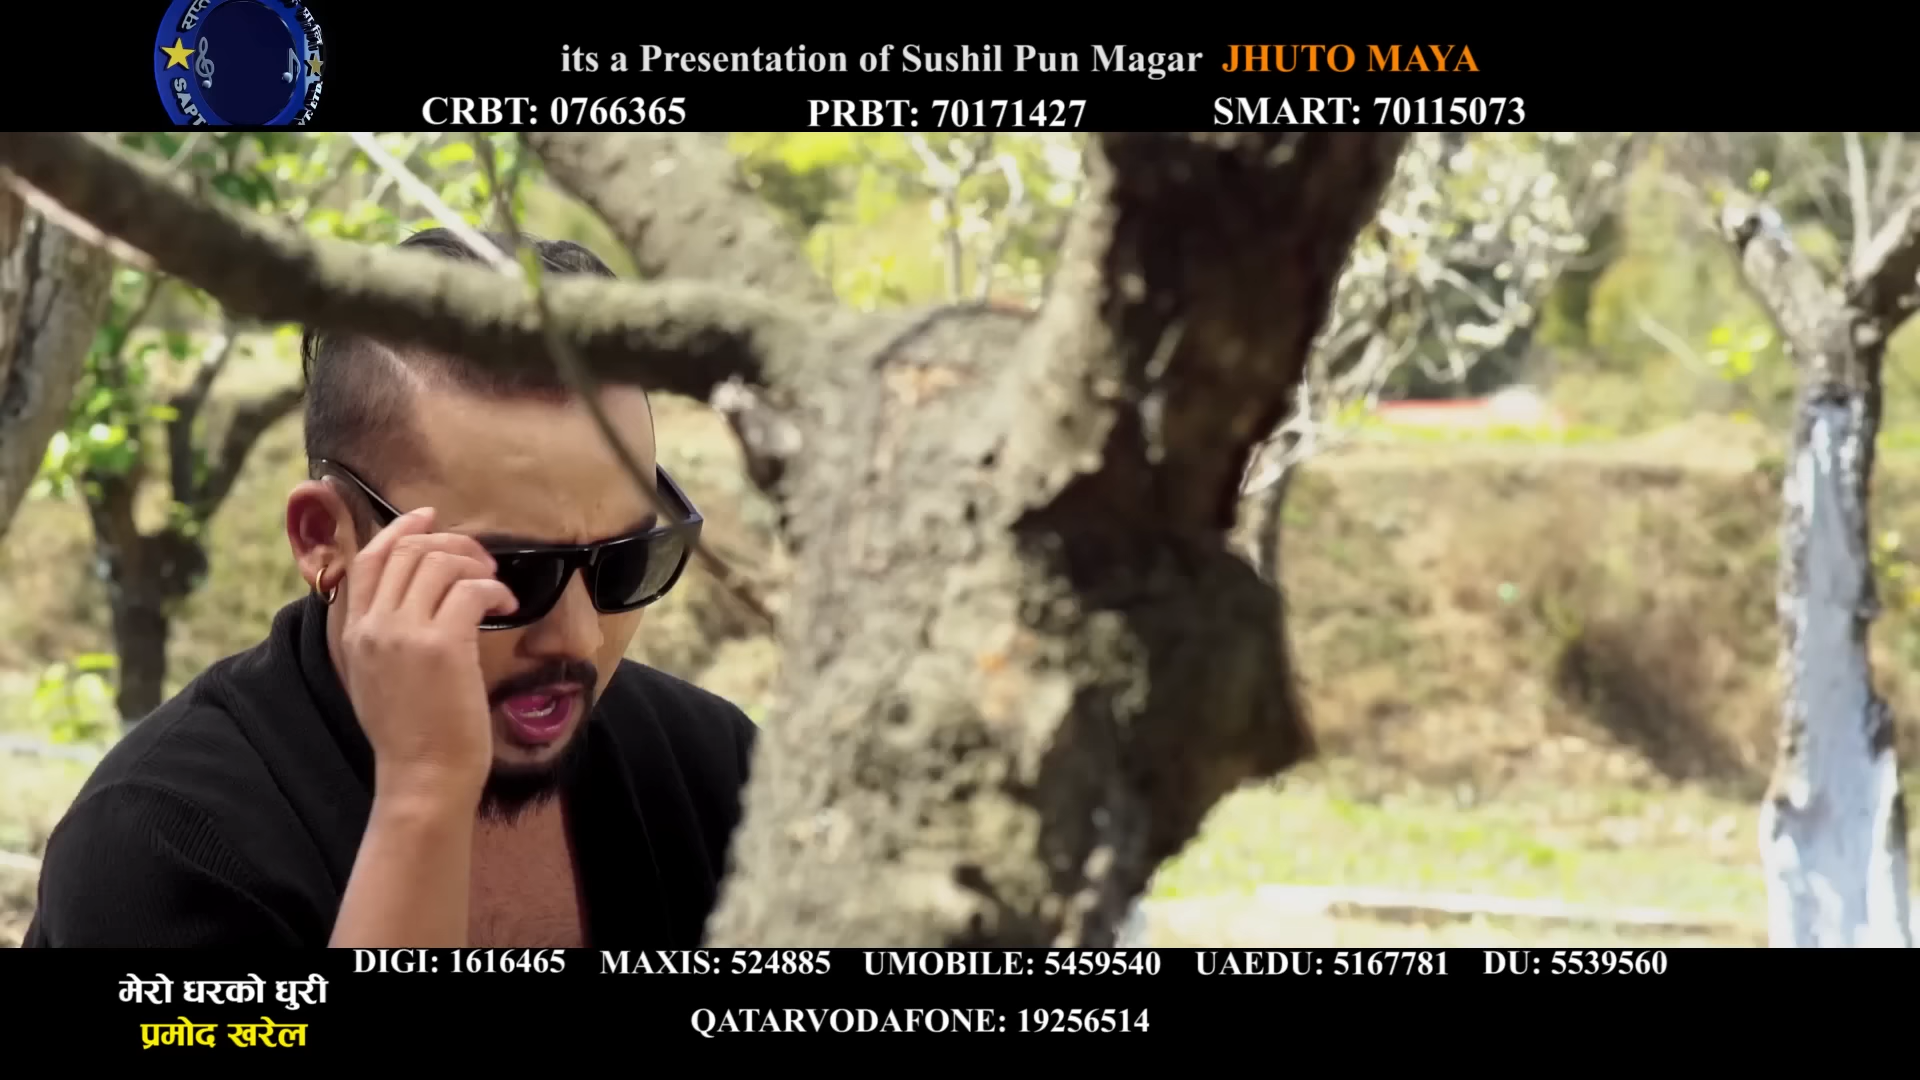 its a Presentation of Sushil Pun Magar JHUTO MAYA
CRBT: 0766365 PRBT: 70171427 SMART: 70115073
DIGI: 1616465 MAXIS: 524885 UMOBILE: 5459540 UAEDU: 5167781 DU: 5539560
QATARVODAFONE: 19256514
मेरो धरको धुरी
प्रमोद खरेल